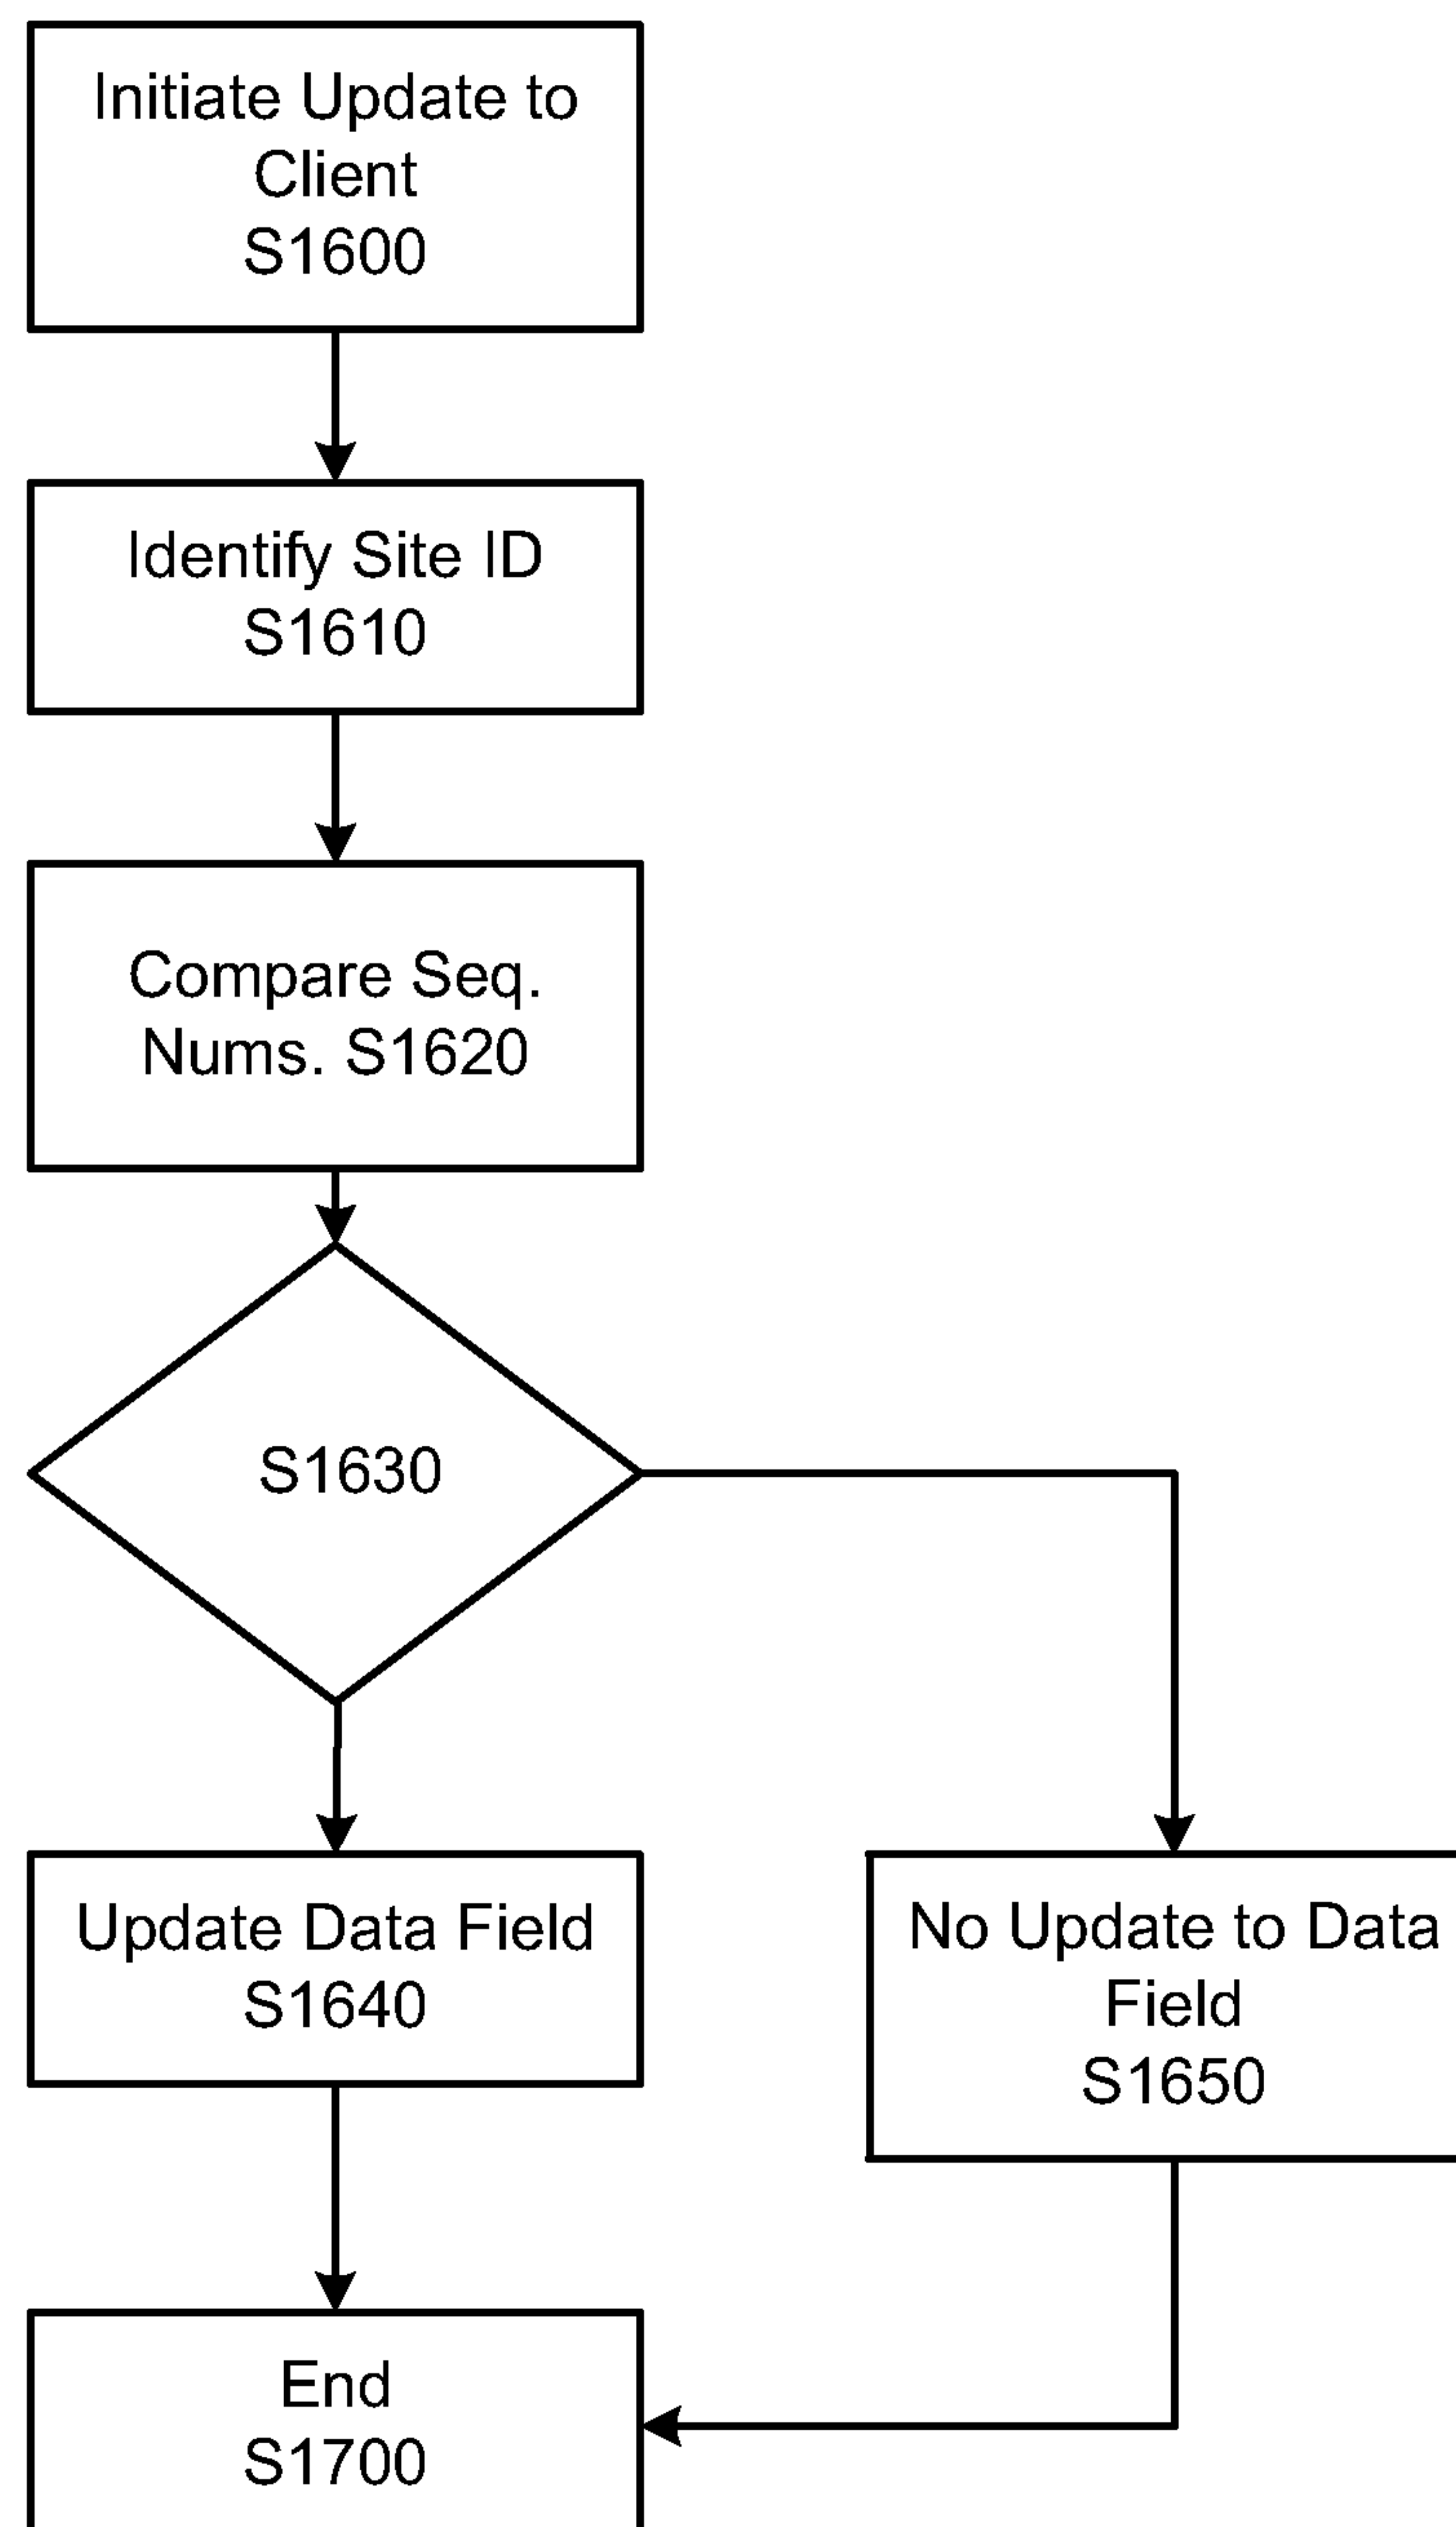 Initiate Update to
Client
S1600
Identify Site ID
S1610
Compare Seq.
Nums. S1620
S1630
Update Data Field
S1640
No Update to Data
Field
S1650
End
S1700